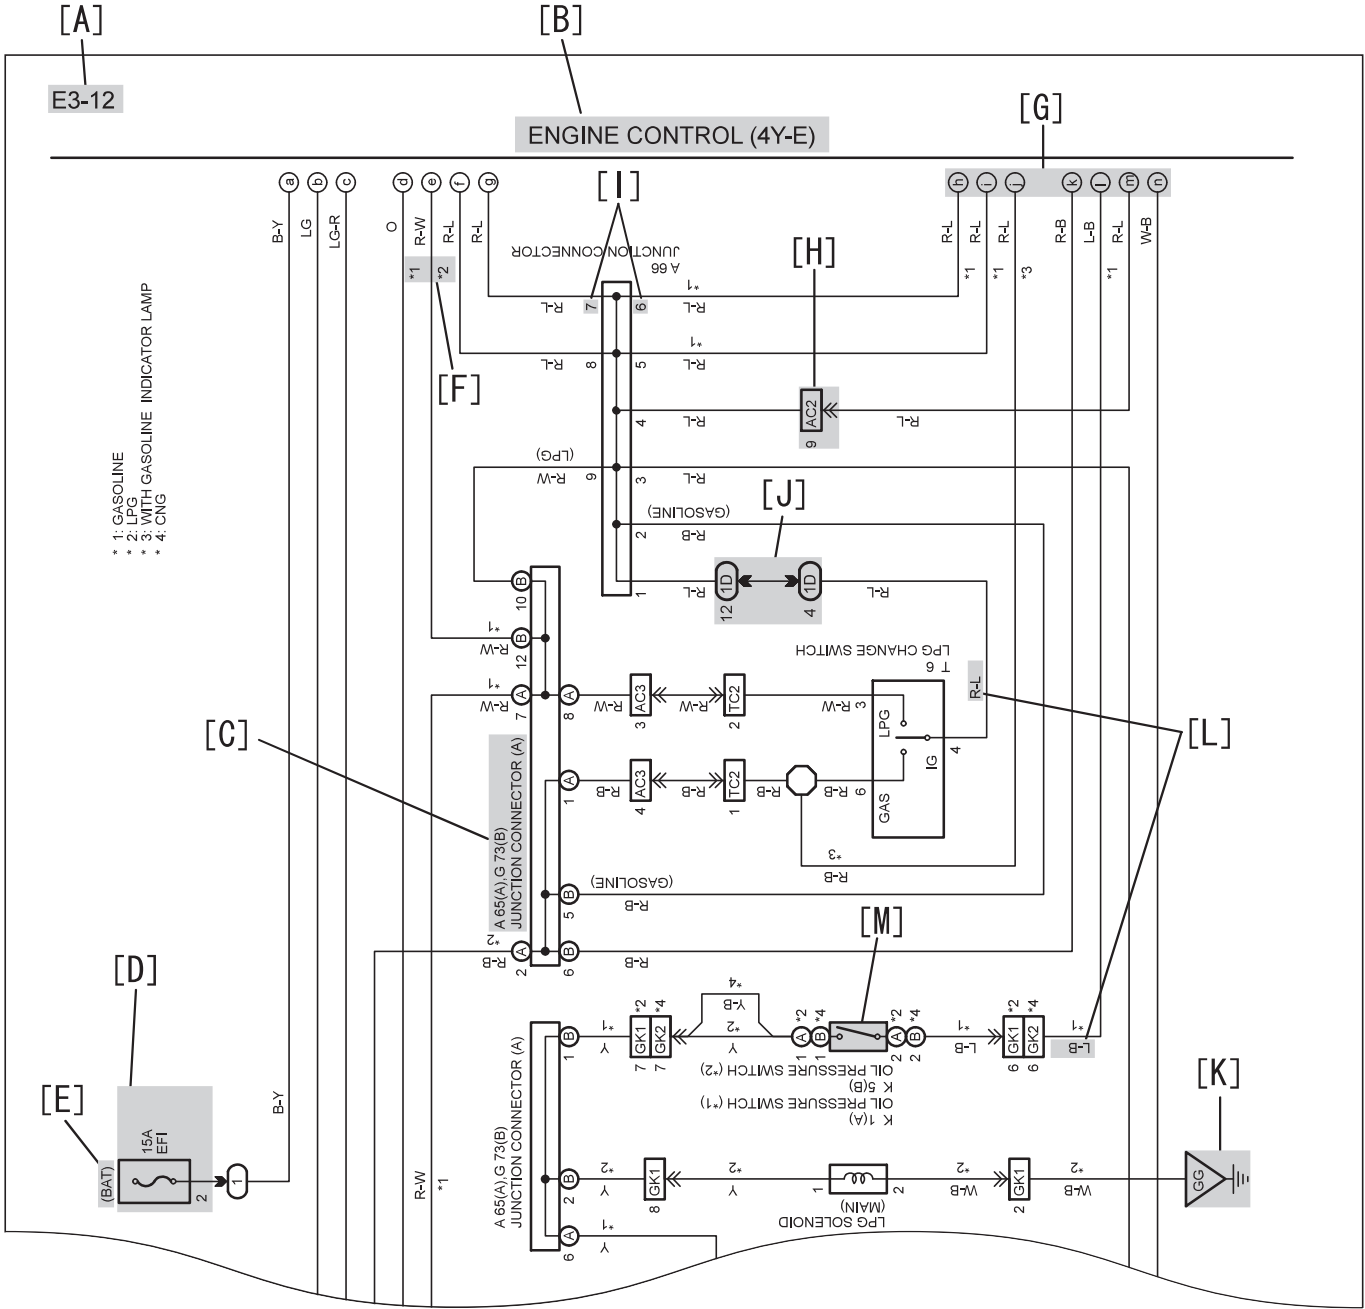 [A]
[B]
E3-12
ENGINE CONTROL (4Y-E)
[G]
a
b
c
d
e
f
g
h
i
j
k
l
m
n
[I]
B-Y
LG
LG-R
O
R-W
R-L
R-L
R-L
R-L
R-L
R-B
L-B
R-L
W-B
*1
*2
*1
*1
*3
*1
[F]
* 1: GASOLINE
* 2: LPG
* 3: WITH GASOLINE INDICATOR LAMP
* 4: CNG
A 66
JUNCTION CONNECTOR
[H]
R-L
7
6
*1
R-L
R-L
8
5
*1
R-L
4
R-L
AC2
9
R-L
(LPG)
R-W
9
3
R-L
[J]
(GASOLINE)
2
R-B
1
R-L
1D
12
1D
4
R-L
B
10
*1
R-W
B
12
*1
R-W
A
7
A
8
R-W
AC3
3
R-W
TC2
2
R-W
3
T 6
LPG CHANGE SWITCH
LPG
IG
4
GAS
R-L
[L]
[C]
A 65(A),G 73(B)
JUNCTION CONNECTOR (A)
A
1
R-B
AC3
4
R-B
TC2
1
R-B
R-B
6
*3
R-B
B
5
(GASOLINE)
R-B
*2
R-B
A
2
B
6
R-B
[M]
[D]
A 65(A),G 73(B)
JUNCTION CONNECTOR (A)
B
1
*1
Y
GK1
*2
GK2
*4
7
7
*4
Y-B
*2
Y
A
*2
B
*4
1
1
A
*2
B
*4
2
2
*1
L-B
GK1
*2
GK2
*4
6
6
*1
L-B
K 5(B)
OIL PRESSURE SWITCH (*2)
K 1(A)
OIL PRESSURE SWITCH (*1)
[E]
(BAT)
15A
EFI
2
1
B-Y
R-W
*1
B
2
*2
Y
GK1
8
*2
Y
1
2
LPG SOLENOID
(MAIN)
*2
W-B
GK1
2
*2
W-B
GG
[K]
A
6
*1
Y